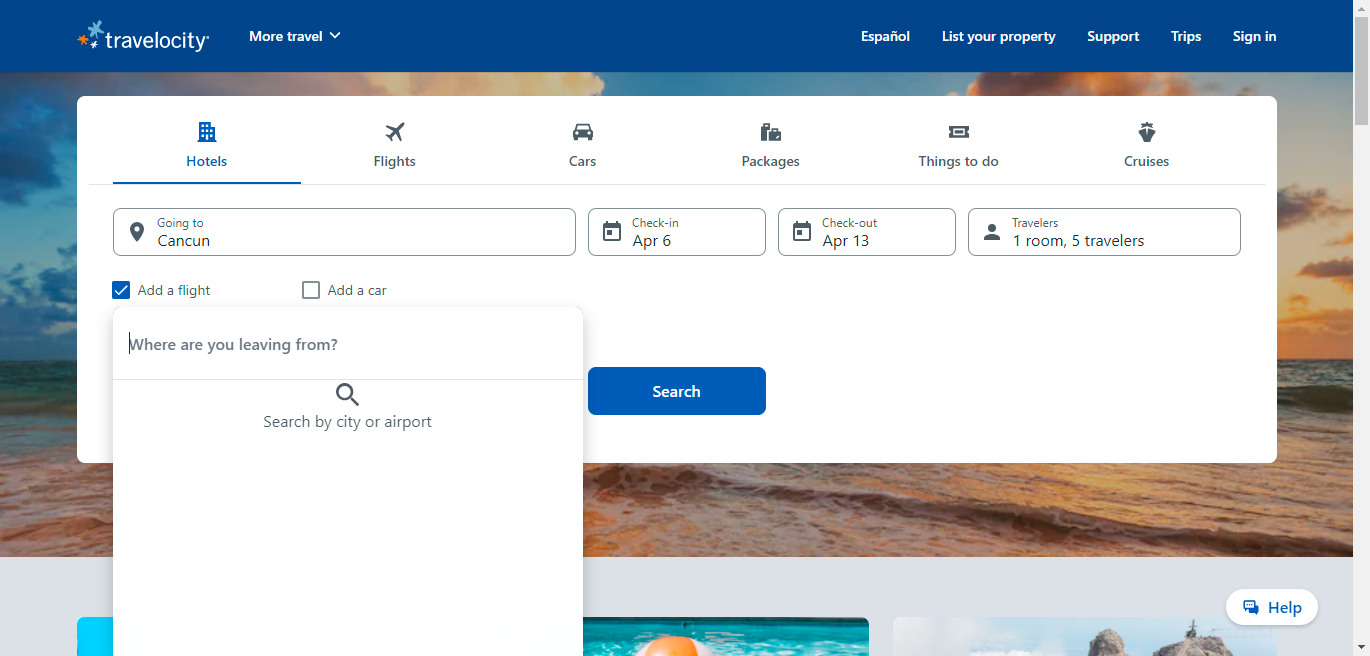 travelocity
More travel
Español
List your property
Support
Trips
Sign in
Hotels
Flights
Cars
Packages
Things to do
Cruises
Going to
Cancun
Check-in
Apr 6
Check-out
Apr 13
Travelers
1 room, 5 travelers
Add a flight
Add a car
Where are you leaving from?
Search by city or airport
Search
Help